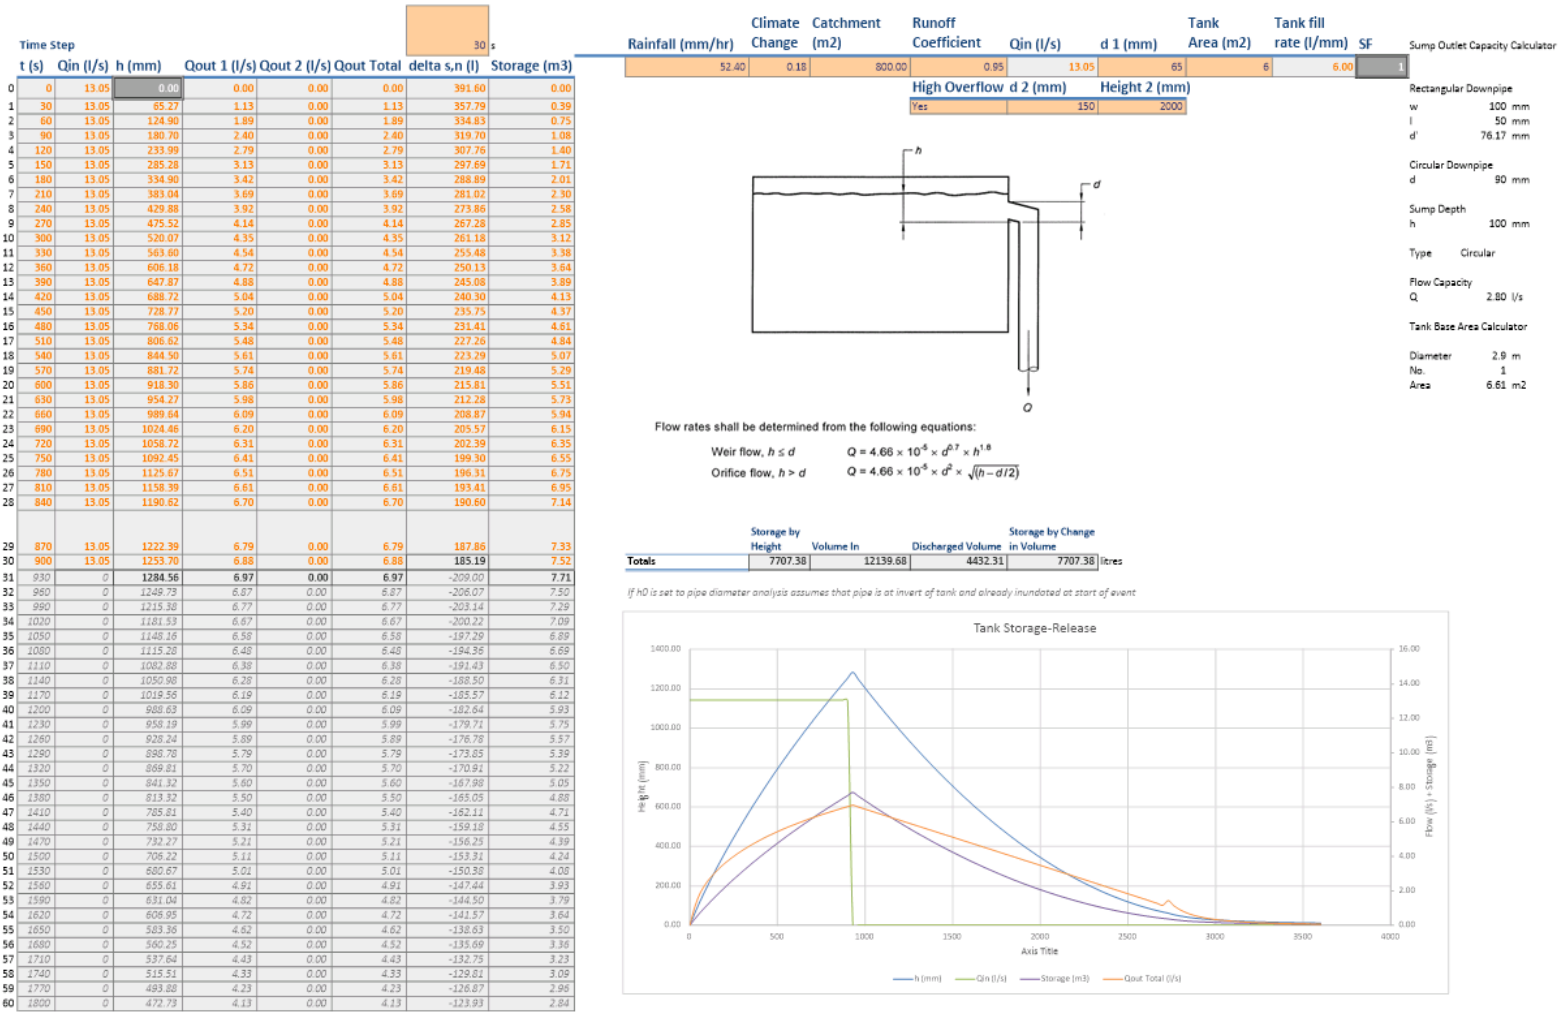 30 s
Time Step
t (s) Qin (l/s) h (mm) Qout 1 (l/s) Qout 2 (l/s) Qout Total delta s,n (l) Storage (m3)
0 0 13.05 0.00 0.00 0.00 0.00 391.60 0.00
1 30 13.05 65.27 1.13 0.00 1.13 357.79 0.39
2 60 13.05 124.90 1.89 0.00 1.89 334.83 0.75
3 90 13.05 180.70 2.40 0.00 2.40 319.70 1.08
4 120 13.05 233.99 2.79 0.00 2.79 307.76 1.40
5 150 13.05 285.28 3.13 0.00 3.13 297.69 1.71
6 180 13.05 334.90 3.42 0.00 3.42 288.89 2.01
7 210 13.05 383.04 3.69 0.00 3.69 281.02 2.30
8 240 13.05 429.88 3.92 0.00 3.92 273.86 2.58
9 270 13.05 475.52 4.14 0.00 4.14 267.28 2.85
10 300 13.05 520.07 4.35 0.00 4.35 261.18 3.12
11 330 13.05 563.60 4.54 0.00 4.54 255.48 3.38
12 360 13.05 606.18 4.72 0.00 4.72 250.13 3.64
13 390 13.05 647.87 4.88 0.00 4.88 245.08 3.89
14 420 13.05 688.72 5.04 0.00 5.04 240.30 4.13
15 450 13.05 728.77 5.20 0.00 5.20 235.75 4.37
16 480 13.05 768.06 5.34 0.00 5.34 231.41 4.61
17 510 13.05 806.62 5.48 0.00 5.48 227.26 4.84
18 540 13.05 844.50 5.61 0.00 5.61 223.29 5.07
19 570 13.05 881.72 5.74 0.00 5.74 219.48 5.29
20 600 13.05 918.30 5.86 0.00 5.86 215.81 5.51
21 630 13.05 954.27 5.98 0.00 5.98 212.28 5.73
22 660 13.05 989.64 6.09 0.00 6.09 208.87 5.94
23 690 13.05 1024.46 6.20 0.00 6.20 205.57 6.15
24 720 13.05 1058.72 6.31 0.00 6.31 202.39 6.35
25 750 13.05 1092.45 6.41 0.00 6.41 199.30 6.55
26 780 13.05 1125.67 6.51 0.00 6.51 196.31 6.75
27 810 13.05 1158.39 6.61 0.00 6.61 193.41 6.95
28 840 13.05 1190.62 6.70 0.00 6.70 190.60 7.14
29 870 13.05 1222.39 6.79 0.00 6.79 187.86 7.33
30 900 13.05 1253.70 6.88 0.00 6.88 185.19 7.52
31 930 0 1284.56 6.97 0.00 6.97 -209.00 7.71
32 960 0 1249.73 6.87 0.00 6.87 -206.07 7.50
33 990 0 1215.38 6.77 0.00 6.77 -203.14 7.29
34 1020 0 1181.53 6.67 0.00 6.67 -200.22 7.09
35 1050 0 1148.16 6.58 0.00 6.58 -197.29 6.89
36 1080 0 1115.28 6.48 0.00 6.48 -194.36 6.69
37 1110 0 1082.88 6.38 0.00 6.38 -191.43 6.50
38 1140 0 1050.98 6.28 0.00 6.28 -188.50 6.31
39 1170 0 1019.56 6.19 0.00 6.19 -185.57 6.12
40 1200 0 988.63 6.09 0.00 6.09 -182.64 5.93
41 1230 0 958.19 5.99 0.00 5.99 -179.71 5.75
42 1260 0 928.24 5.89 0.00 5.89 -176.78 5.57
43 1290 0 898.78 5.79 0.00 5.79 -173.85 5.39
44 1320 0 869.81 5.70 0.00 5.70 -170.91 5.22
45 1350 0 841.32 5.60 0.00 5.60 -167.98 5.05
46 1380 0 813.32 5.50 0.00 5.50 -165.05 4.88
47 1410 0 785.81 5.40 0.00 5.40 -162.11 4.71
48 1440 0 758.80 5.31 0.00 5.31 -159.18 4.55
49 1470 0 732.27 5.21 0.00 5.21 -156.25 4.39
50 1500 0 706.22 5.11 0.00 5.11 -153.31 4.24
51 1530 0 680.67 5.01 0.00 5.01 -150.38 4.08
52 1560 0 655.61 4.91 0.00 4.91 -147.44 3.93
53 1590 0 631.04 4.82 0.00 4.82 -144.50 3.79
54 1620 0 606.95 4.72 0.00 4.72 -141.57 3.64
55 1650 0 583.36 4.62 0.00 4.62 -138.63 3.50
56 1680 0 560.25 4.52 0.00 4.52 -135.69 3.36
57 1710 0 537.64 4.43 0.00 4.43 -132.75 3.23
58 1740 0 515.51 4.33 0.00 4.33 -129.81 3.09
59 1770 0 493.88 4.23 0.00 4.23 -126.87 2.96
60 1800 0 472.73 4.13 0.00 4.13 -123.93 2.84
Climate Catchment Runoff Tank Tank fill
Rainfall (mm/hr) Change (m2) Coefficient Qin (l/s) d 1 (mm) Area (m2) rate (l/mm) SF
52.40 0.18 800.00 0.95 13.05 65 6 6.00 1
High Overflow d 2 (mm) Height 2 (mm)
Yes 150 2000
h
d
Q
Flow rates shall be determined from the following equations:
Weir flow, h ≤ d Q = 4.66 × 10⁻⁵ × d^0.7 × h^1.8
Orifice flow, h > d Q = 4.66 × 10⁻⁵ × d² × √(h – d/2)
Storage by Height Volume In Discharged Volume Storage by Change in Volume
Totals 7707.38 12139.68 4432.31 7707.38 litres
If h0 is set to pipe diameter analysis assumes that pipe is at invert of tank and already inundated at start of event
Tank Storage-Release
1400.00 16.00
1200.00 14.00
1000.00 12.00
800.00 10.00
600.00 8.00
400.00 6.00
200.00 4.00
0.00 2.00
0.00
Height (mm)
Flow (l/s) + Storage (m3)
0 500 1000 1500 2000 2500 3000 3500 4000
Axis Title
h (mm) Qin (l/s) Storage (m3) Qout Total (l/s)
Sump Outlet Capacity Calculator
Rectangular Downpipe
w 100 mm
l 50 mm
d' 76.17 mm
Circular Downpipe
d 90 mm
Sump Depth
h 100 mm
Type Circular
Flow Capacity
Q 2.80 l/s
Tank Base Area Calculator
Diameter 2.9 m
No. 1
Area 6.61 m2